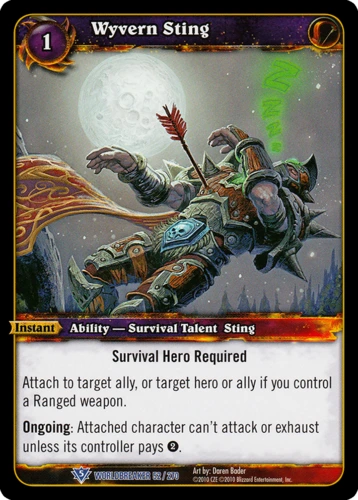 1
Wyvern Sting
Instant
Ability — Survival Talent Sting
Survival Hero Required
Attach to target ally, or target hero or ally if you control
a Ranged weapon.
Ongoing: Attached character can't attack or exhaust
unless its controller pays 2.
WORLDBREAKER 52 / 270
Art by: Daren Bader
©2010 CZE ©2010 Blizzard Entertainment, Inc.